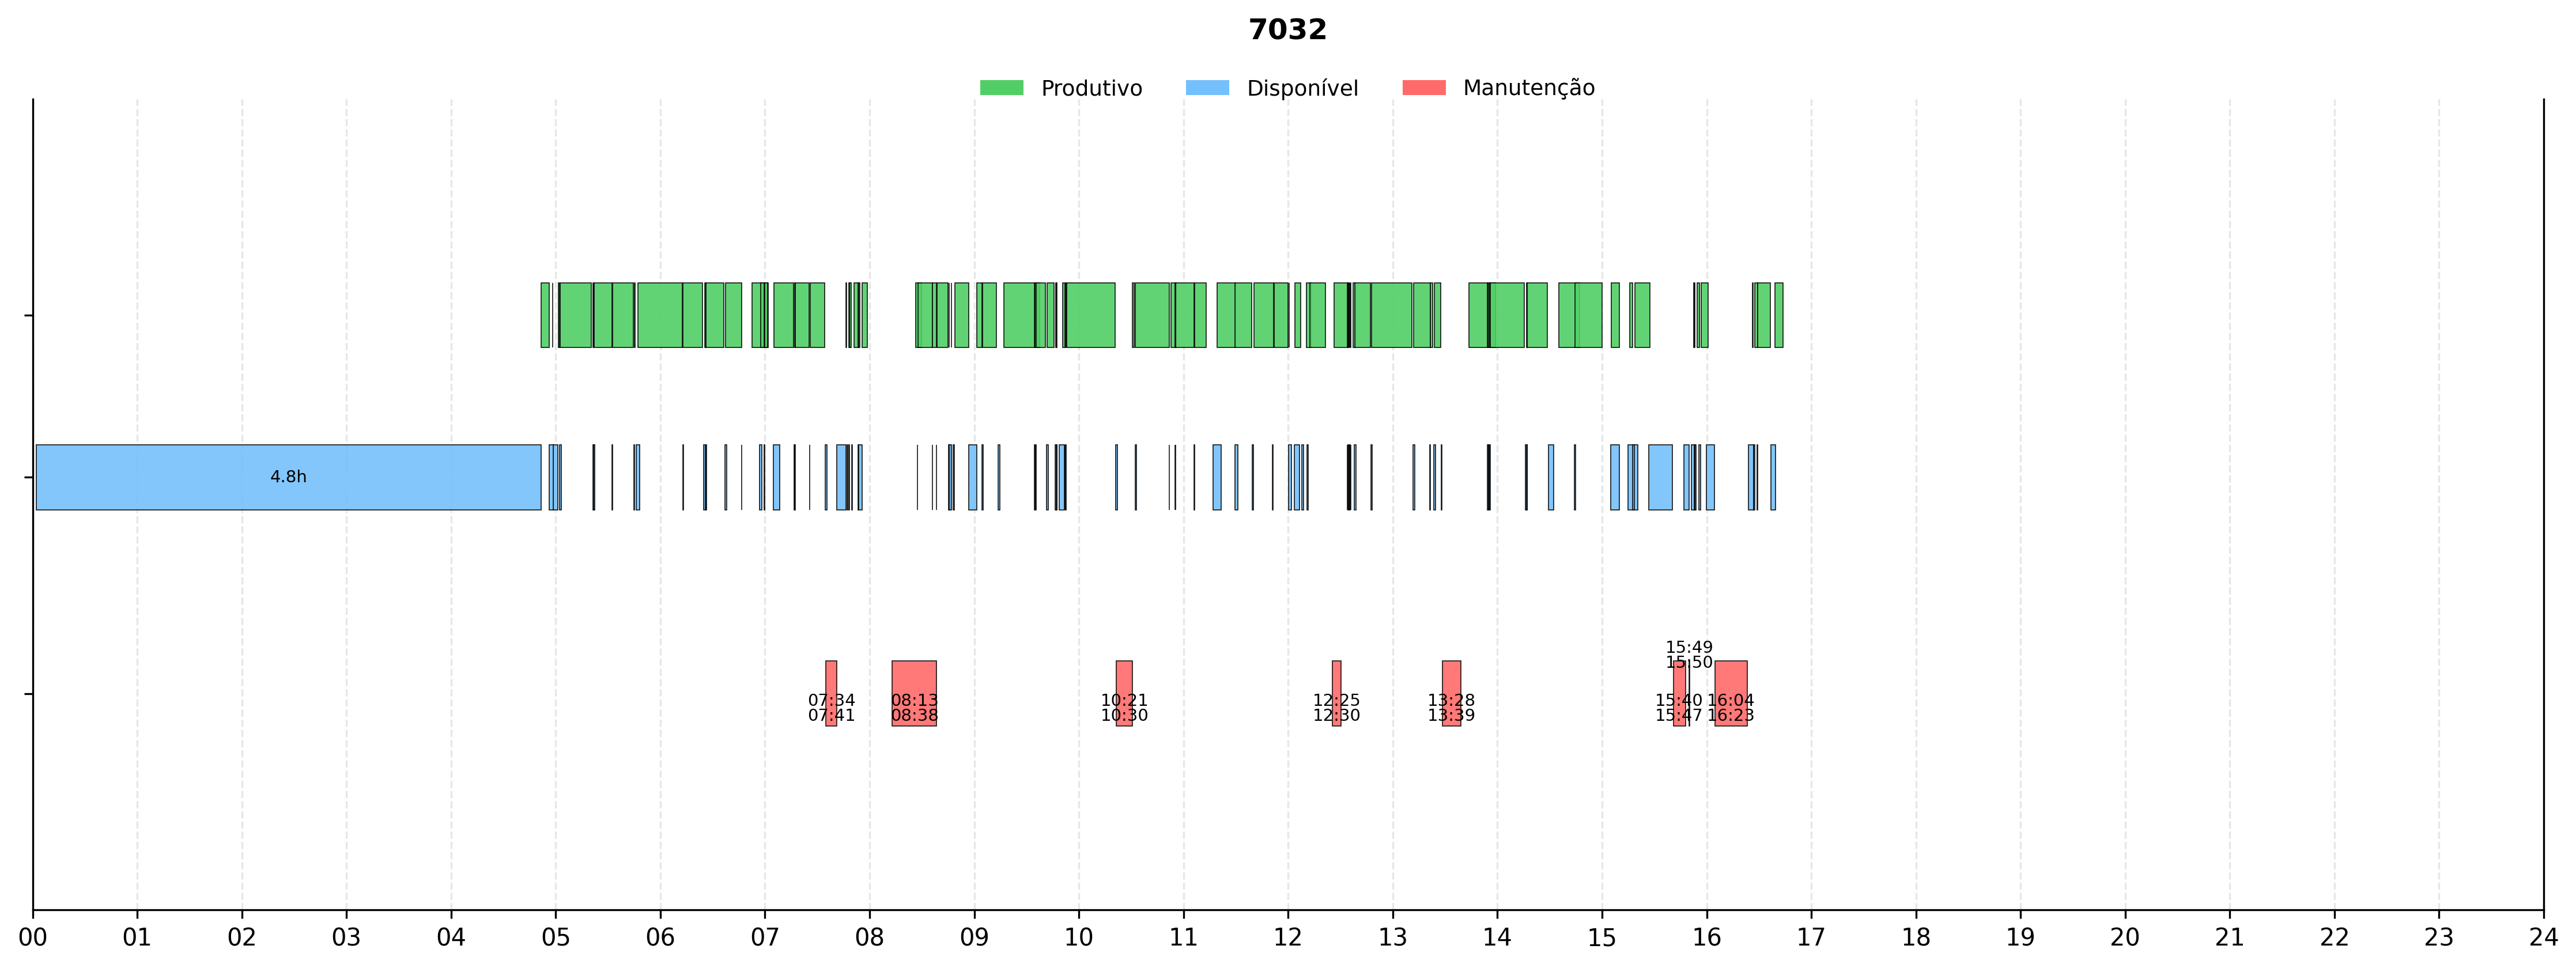 7032
Produtivo Disponível Manutenção
4.8h
15:49
15:50
07:34 08:13 10:21 12:25 13:28 15:40 16:04
07:41 08:38 10:30 12:30 13:39 15:47 16:23
00 01 02 03 04 05 06 07 08 09 10 11 12 13 14 15 16 17 18 19 20 21 22 23 24